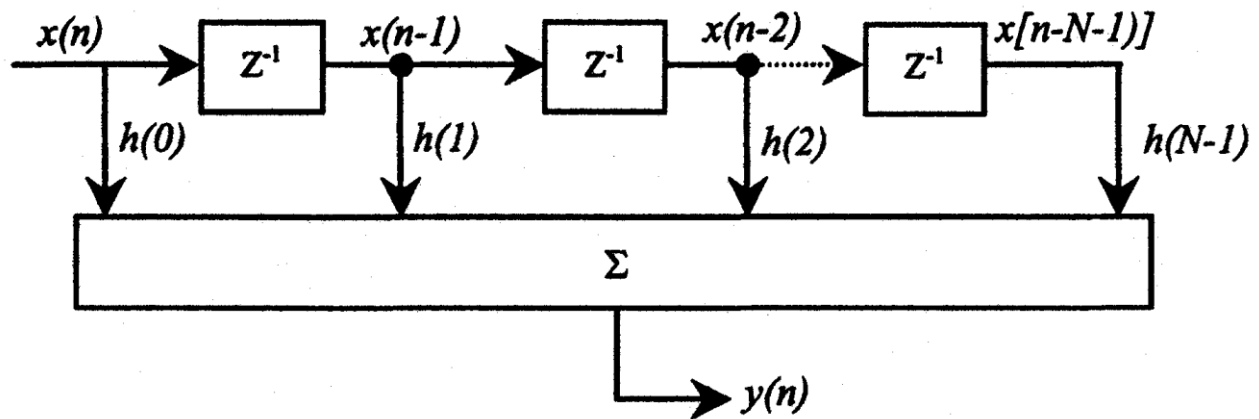 x(n) Z⁻¹ x(n-1) Z⁻¹ x(n-2) Z⁻¹ x[n-N-1)]
h(0) h(1) h(2) h(N-1)
Σ
y(n)